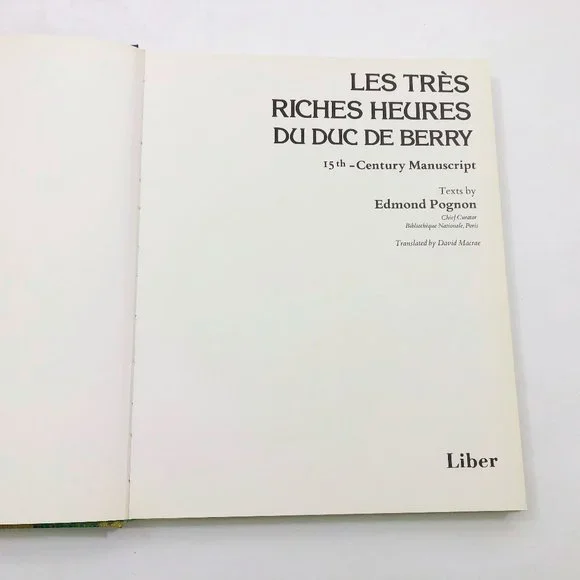 LES TRÈS
RICHES HEURES
DU DUC DE BERRY
15th-Century Manuscript
Texts by
Edmond Pognon
Chief Curator
Bibliothèque Nationale, Paris
Translated by David Macrae
Liber